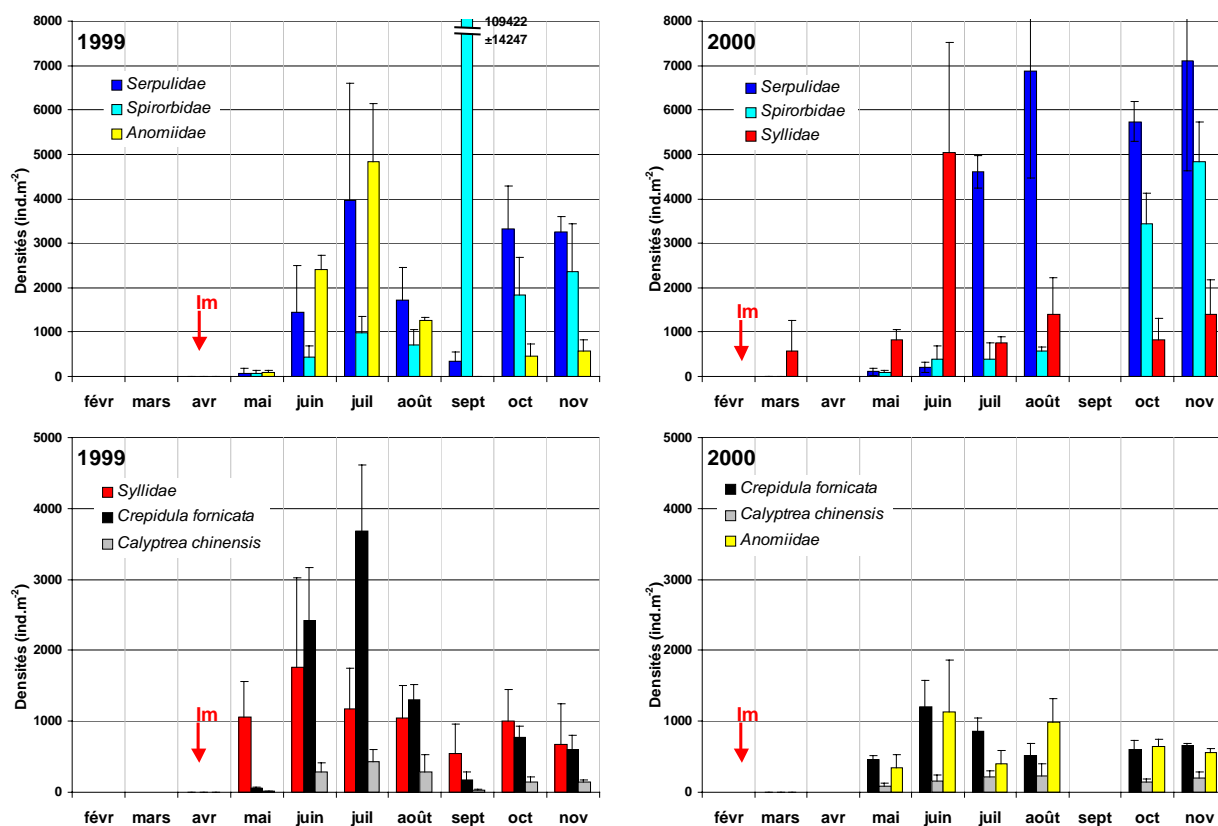 109422
±14247
1999
Serpulidae
Spirorbidae
Anomiidae
Densités (ind.m-2)
8000
7000
6000
5000
4000
3000
2000
1000
0
Im
févr mars avr mai juin juil août sept oct nov
2000
Serpulidae
Spirorbidae
Syllidae
Densités (ind.m-2)
8000
7000
6000
5000
4000
3000
2000
1000
0
Im
févr mars avr mai juin juil août sept oct nov
1999
Syllidae
Crepidula fornicata
Calyptrea chinensis
Densités (ind.m-2)
5000
4000
3000
2000
1000
0
Im
févr mars avr mai juin juil août sept oct nov
2000
Crepidula fornicata
Calyptrea chinensis
Anomiidae
Densités (ind.m-2)
5000
4000
3000
2000
1000
0
Im
févr mars avr mai juin juil août sept oct nov